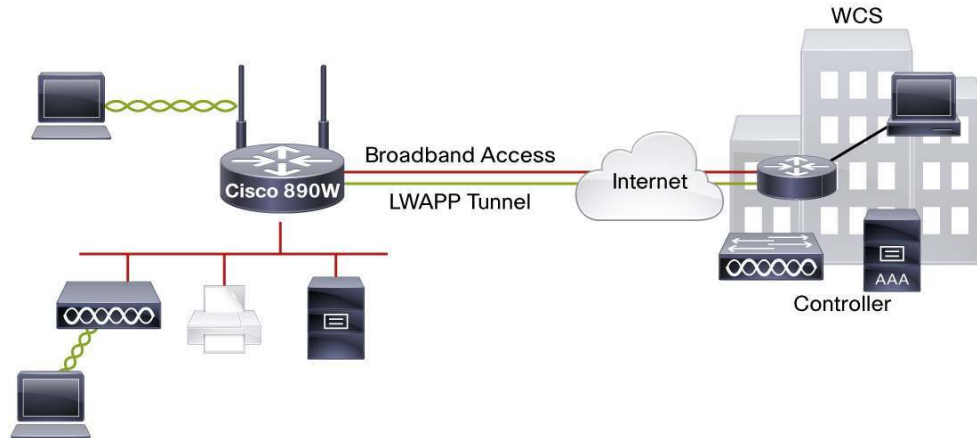 WCS
Broadband Access
Internet
Cisco 890W
LWAPP Tunnel
AAA
Controller